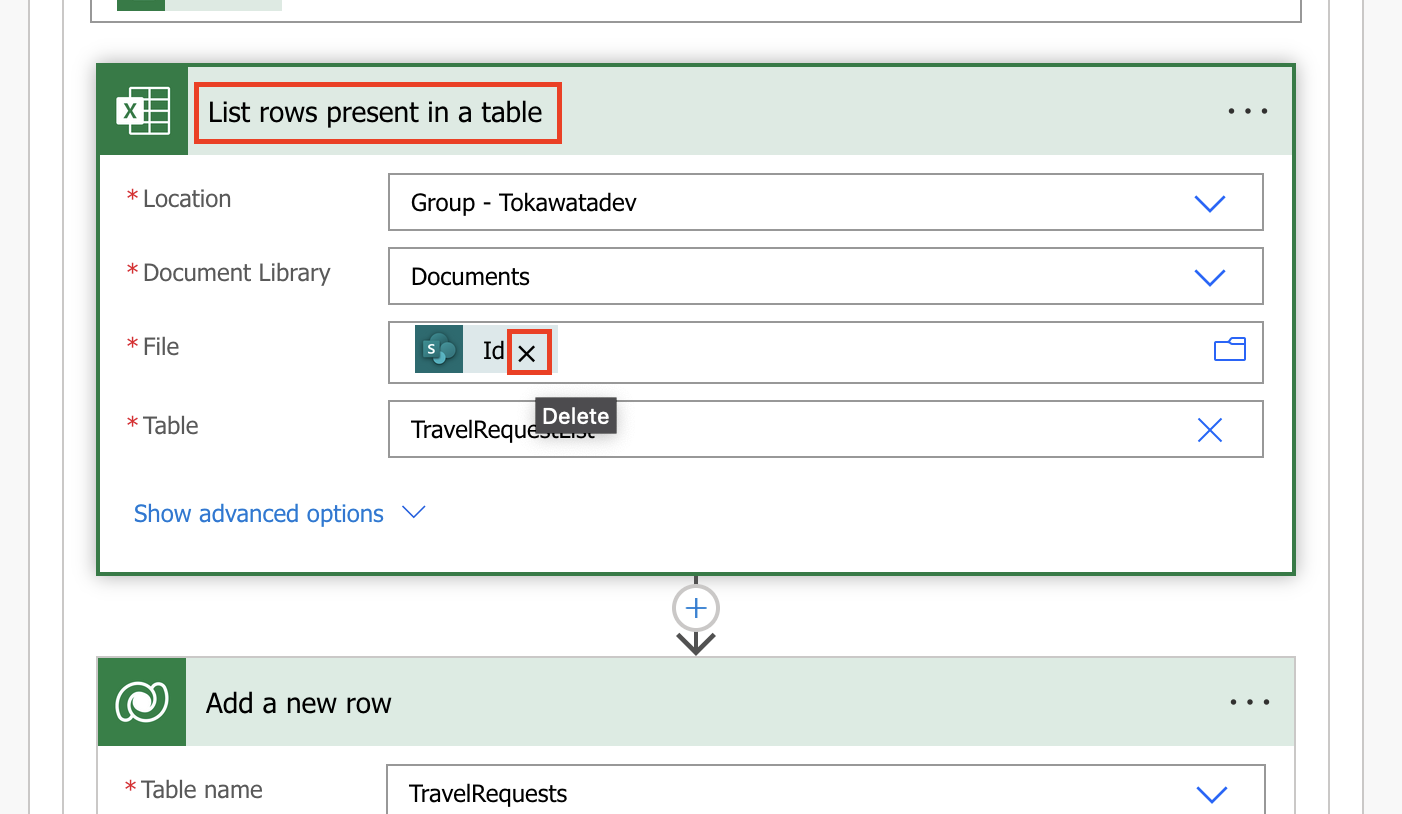 List rows present in a table
* Location
Group - Tokawatadev
* Document Library
Documents
* File
S
Id
Delete
* Table
TravelRequestList
Show advanced options
Add a new row
* Table name
TravelRequests